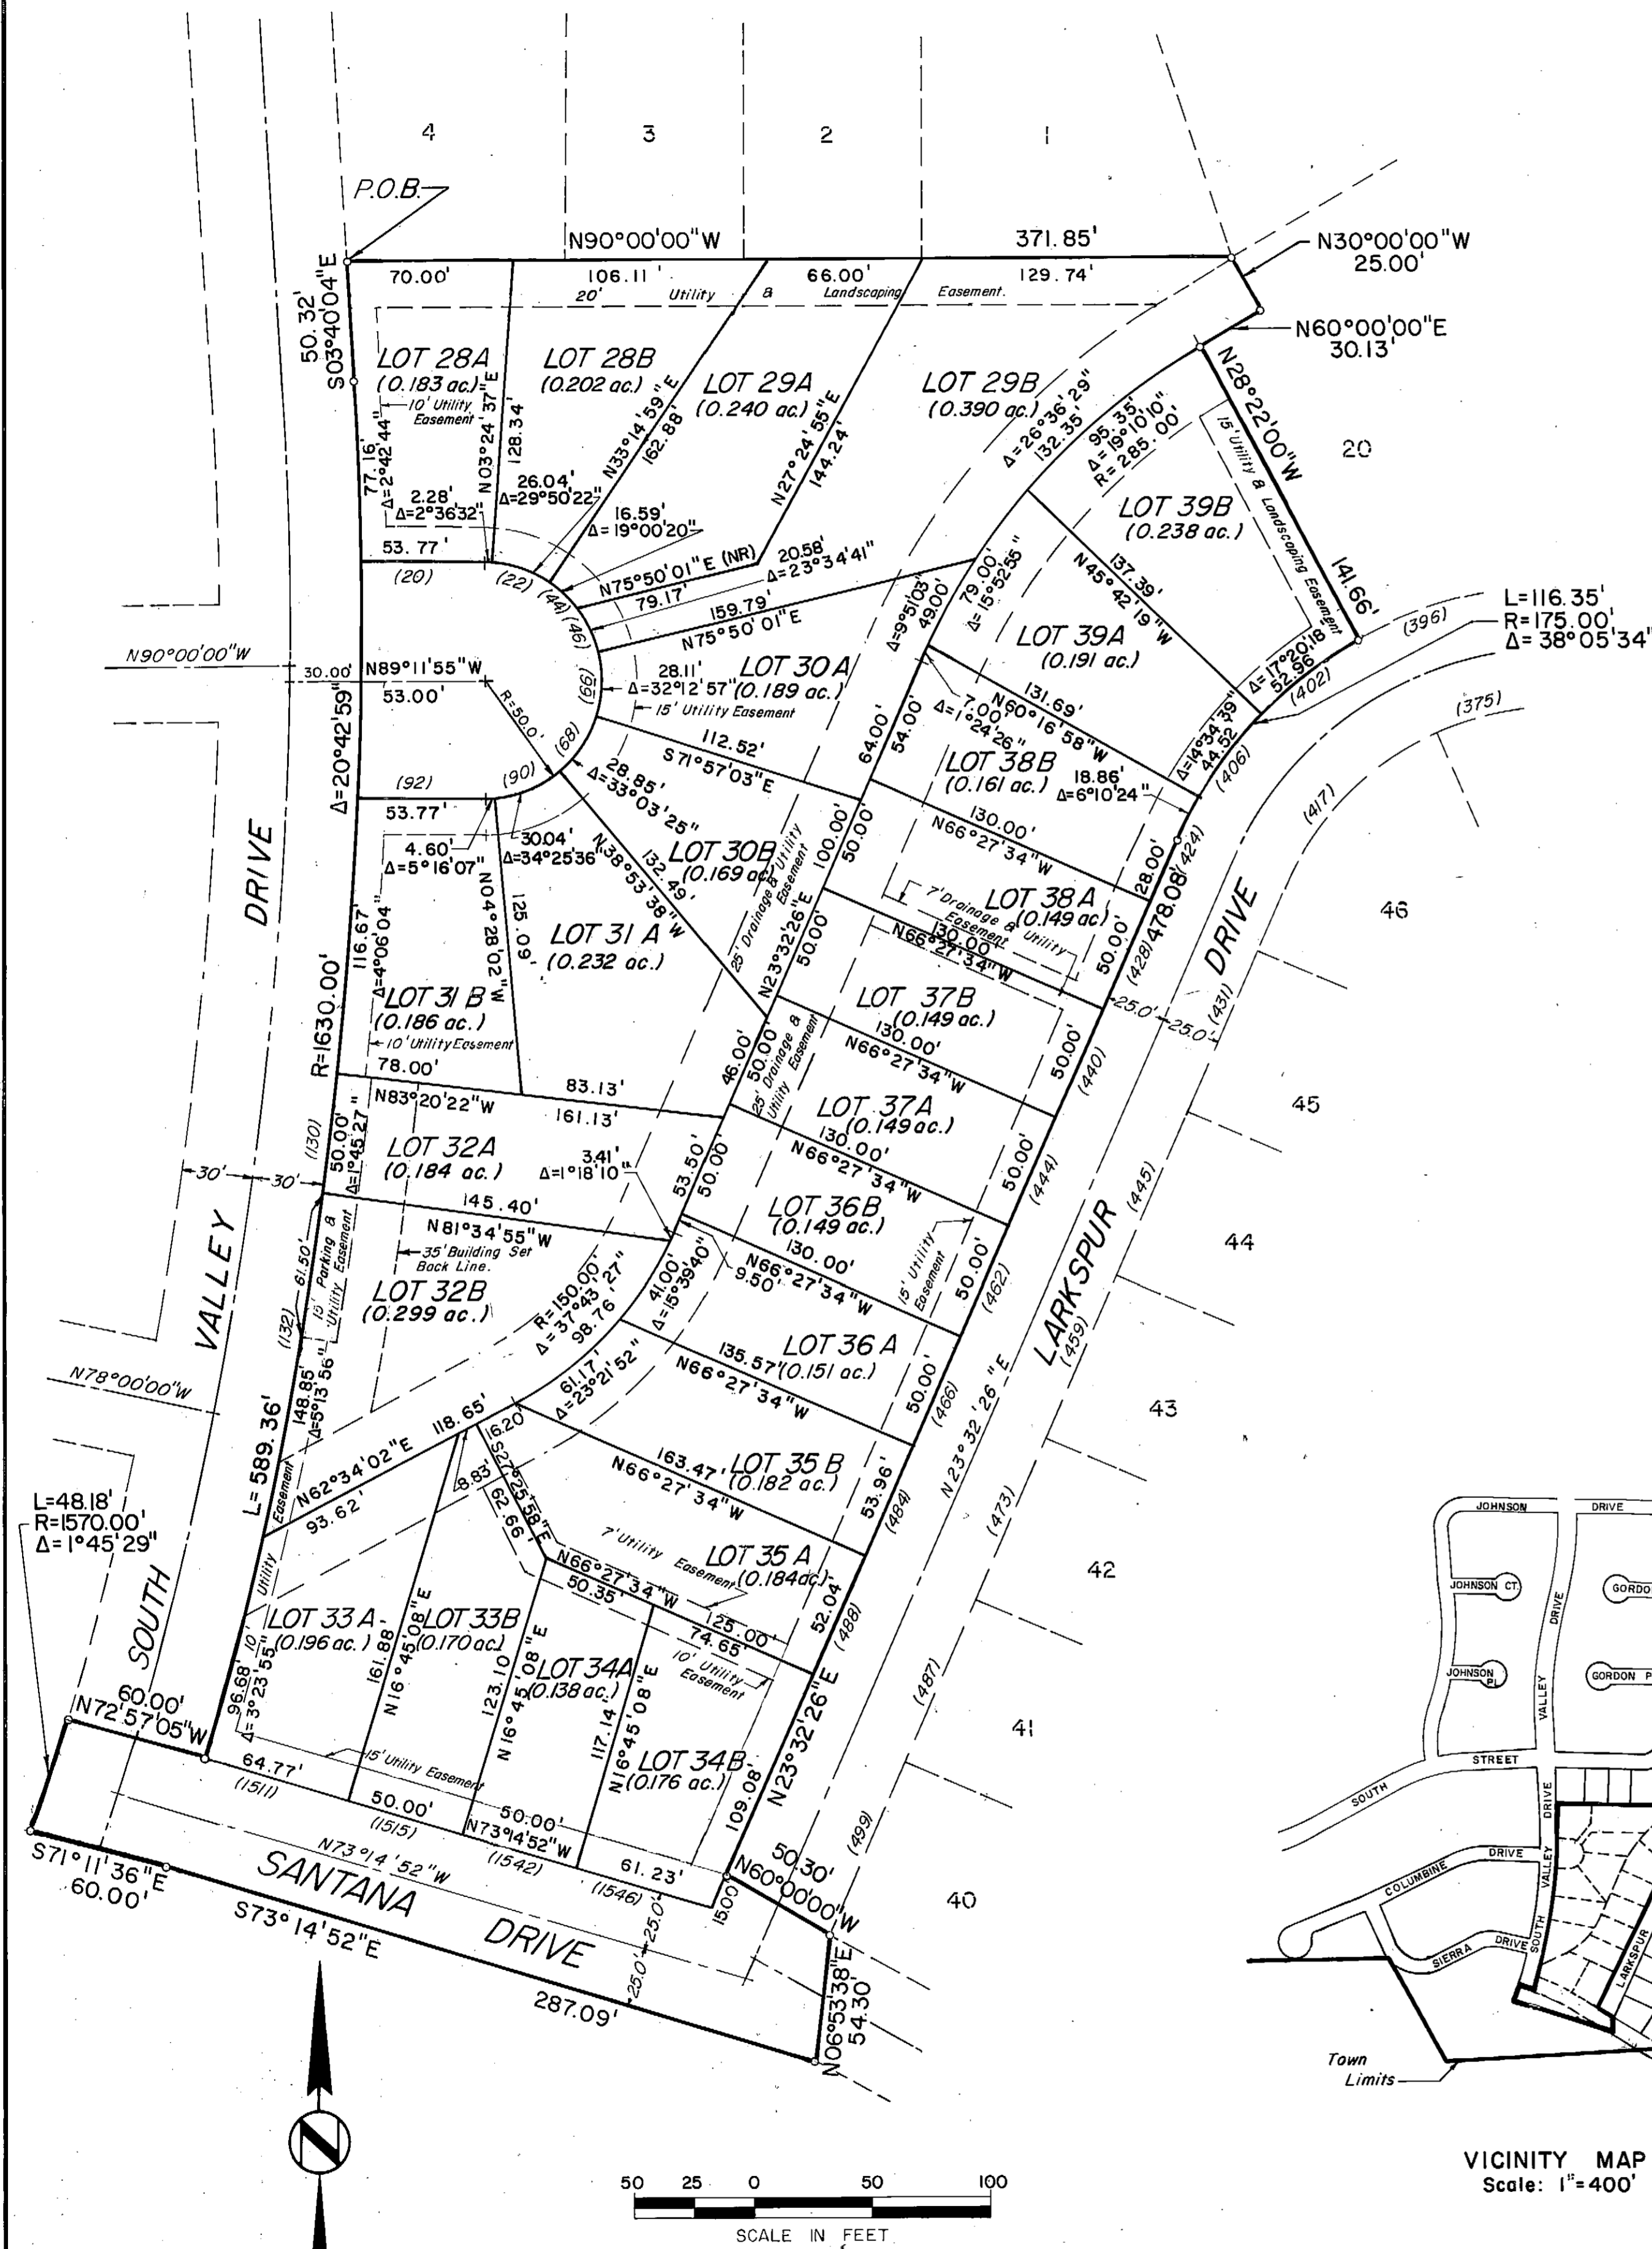 4
3
2
1
P.O.B.
N90°00'00"W
371.85'
N30°00'00"W
25.00'
70.00'
106.11'
66.00'
129.74'
20' Utility & Landscaping Easement.
N60°00'00"E
30.13'
50.32'
S03°40'04"E
LOT 28A
(0.183 ac.)
10' Utility
Easement
N03°24'37"E
128.34'
LOT 28B
(0.202 ac.)
N33°14'59"E
162.88'
LOT 29A
(0.240 ac.)
N27°24'55"E
144.24'
LOT 29B
(0.390 ac.)
Δ=26°36'29"
132.35'
95.35'
Δ=19°10'10"
R=285.00'
N28°22'00"W
141.66'
15' Utility & Landscaping Easement
20
LOT 39B
(0.238 ac.)
77.16'
Δ=2°42'44"
2.28'
Δ=2°36'32"
26.04'
Δ=29°50'22"
16.59'
Δ=19°00'20"
53.77'
(20)
(22)
(44)
(46)
(66)
(68)
(90)
(92)
N75°50'01"E (NR)
79.17'
20.58'
Δ=23°34'41"
159.79'
N75°50'01"E
79.00'
Δ=15°52'55"
Δ=9°51'03"
49.00'
137.39'
N45°42'19"W
LOT 39A
(0.191 ac.)
L=116.35'
R=175.00'
Δ=38°05'34"
(396)
Δ=17°20'18"
52.96
(402)
(375)
N90°00'00"W
30.00'
N89°11'55"W
53.00'
R=50.0'
28.11'
Δ=32°12'57"
LOT 30A
(0.189 ac.)
15' Utility Easement
7.00'
Δ=1°24'26"
131.69'
N60°16'58"W
Δ=14°34'39"
44.52'
(406)
Δ=20°42'59"
112.52'
S71°57'03"E
64.00'
54.00'
LOT 38B
(0.161 ac.)
18.86'
Δ=6°10'24"
(417)
53.77'
4.60'
Δ=5°16'07"
30.04'
Δ=34°25'36"
28.85'
Δ=33°03'25"
N38°53'38"W
132.49'
LOT 30B
(0.169 ac)
25' Drainage & Utility
Easement
100.00'
50.00'
130.00'
N66°27'34"W
28.00'
(424)
478.08'
DRIVE
116.67'
Δ=4°06'04"
N04°28'02"W
125.09
LOT 31A
(0.232 ac.)
N23°32'26"E
50.00'
7' Drainage & Utility
Easement
LOT 38A
(0.149 ac)
130.00'
N66°27'34"W
50.00'
(428)
DRIVE
46
R=1630.00'
LOT 31B
(0.186 ac.)
10' Utility Easement
LOT 37B
(0.149 ac.)
130.00'
N66°27'34"W
25.0'
25.0'
(431)
78.00'
N83°20'22"W
83.13'
161.13'
46.00'
50.00'
25' Drainage &
Utility Easement
50.00'
(440)
45
LOT 37A
(0.149 ac.)
130.00'
N66°27'34"W
(130)
50.00'
Δ=1°45'27"
LOT 32A
(0.184 ac.)
3.41'
Δ=1°18'10"
53.50'
50.00'
50.00'
(444)
(445)
30'
30'
145.40'
N81°34'55"W
LOT 36B
(0.149 ac.)
130.00'
N66°27'34"W
9.50'
15' Utility
Easement
50.00'
(462)
LARKSPUR
44
VALLEY
61.50'
15' Parking &
Utility Easement
35' Building Set
Back Line.
LOT 32B
(0.299 ac.)
(132)
R=150.00'
Δ=37°43'27"
98.76'
41.00'
Δ=15°39'40"
LOT 36A
(0.151 ac.)
135.57'
N66°27'34"W
50.00'
(466)
(459)
N23°32'26"E
43
N78°00'00"W
148.85'
Δ=5°13'56"
61.17'
Δ=23°21'52"
118.65'
16.20'
N62°34'02"E
93.62'
8.83'
S27°25'58"E
62.66'
163.47'
N66°27'34"W
LOT 35B
(0.182 ac.)
53.96'
(484)
(473)
L=589.36'
L=48.18'
R=1570.00'
Δ=1°45'29"
10' Utility Easement
7' Utility Easement
LOT 35A
(0.184ac.)
N66°27'34"W
50.35'
125.00'
74.65'
10' Utility
Easement
52.04'
(488)
(487)
42
SOUTH
LOT 33A
(0.196 ac.)
96.68'
Δ=3°23'55"
161.88
N16°45'08"E
LOT 33B
(0.170 ac.)
123.10'
N16°45'08"E
LOT 34A
(0.138 ac.)
117.14'
N16°45'08"E
LOT 34B
(0.176 ac.)
109.08'
N23°32'26"E
41
60.00'
N72°57'05"W
64.77'
(1511)
15' Utility Easement
50.00'
(1515)
50.00'
N73°14'52"W
(1542)
61.23'
(1546)
15.00'
50.30'
N60°00'00"W
(499)
40
S71°11'36"E
60.00'
N73°14'52"W
SANTANA DRIVE
S73°14'52"E
287.09'
25.0'
25.0'
N06°53'38"E
54.30'
N
50 25 0 50 100
SCALE IN FEET
JOHNSON DRIVE
JOHNSON CT.
GORDO
DRIVE
JOHNSON
PL
GORDON P
VALLEY
STREET
SOUTH
DRIVE
COLUMBINE DRIVE
VALLEY
SIERRA DRIVE
SOUTH
LARKSPUR
Town
Limits
VICINITY MAP
Scale: 1"=400'